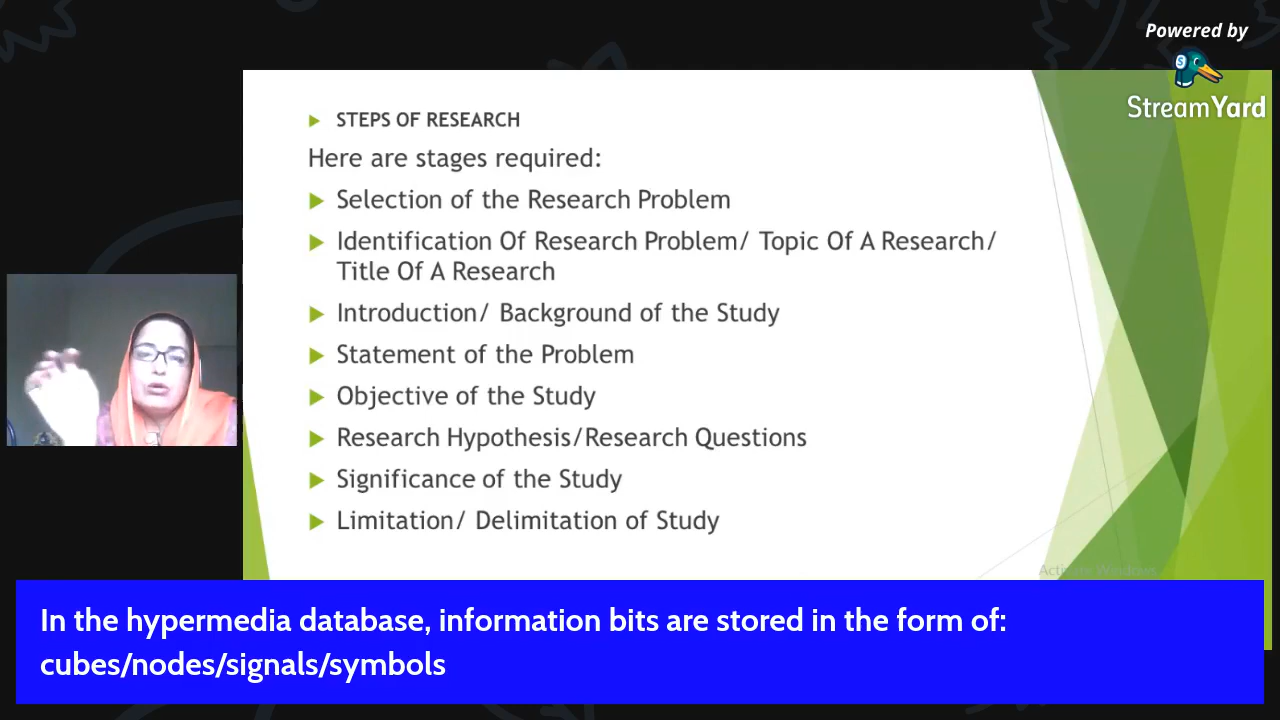 Powered by
StreamYard
STEPS OF RESEARCH
Here are stages required:
Selection of the Research Problem
Identification Of Research Problem/ Topic Of A Research/
Title Of A Research
Introduction/ Background of the Study
Statement of the Problem
Objective of the Study
Research Hypothesis/Research Questions
Significance of the Study
Limitation/ Delimitation of Study
Activate Windows
In the hypermedia database, information bits are stored in the form of:
cubes/nodes/signals/symbols